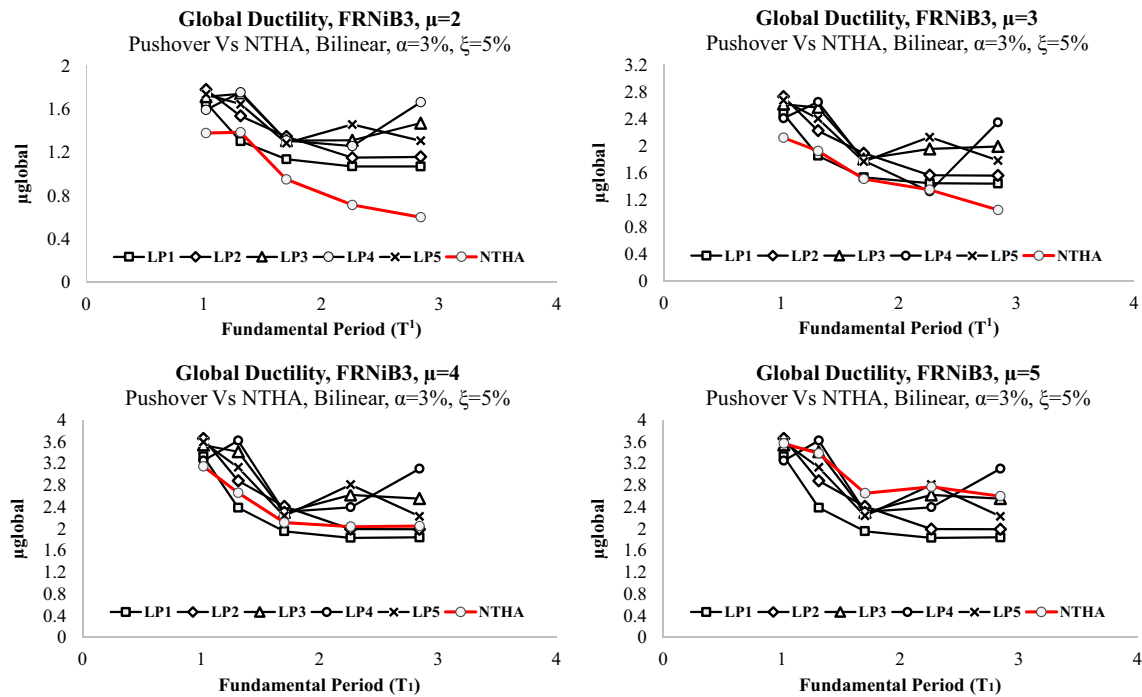 Global Ductility, FRNiB3, μ=2
Pushover Vs NTHA, Bilinear, α=3%, ξ=5%
2
1.6
1.2
0.8
0.4
0
μglobal
LP1 LP2 LP3 LP4 LP5 NTHA
0 1 2 3 4
Fundamental Period (T¹)
Global Ductility, FRNiB3, μ=3
Pushover Vs NTHA, Bilinear, α=3%, ξ=5%
3.2
2.8
2.4
2
1.6
1.2
0.8
0.4
0
μglobal
LP1 LP2 LP3 LP4 LP5 NTHA
0 1 2 3 4
Fundamental Period (T¹)
Global Ductility, FRNiB3, μ=4
Pushover Vs NTHA, Bilinear, α=3%, ξ=5%
4
3.6
3.2
2.8
2.4
2
1.6
1.2
0.8
0.4
0
μglobal
LP1 LP2 LP3 LP4 LP5 NTHA
0 1 2 3 4
Fundamental Period (T₁)
Global Ductility, FRNiB3, μ=5
Pushover Vs NTHA, Bilinear, α=3%, ξ=5%
4
3.6
3.2
2.8
2.4
2
1.6
1.2
0.8
0.4
0
μglobal
LP1 LP2 LP3 LP4 LP5 NTHA
0 1 2 3 4
Fundamental Period (T₁)